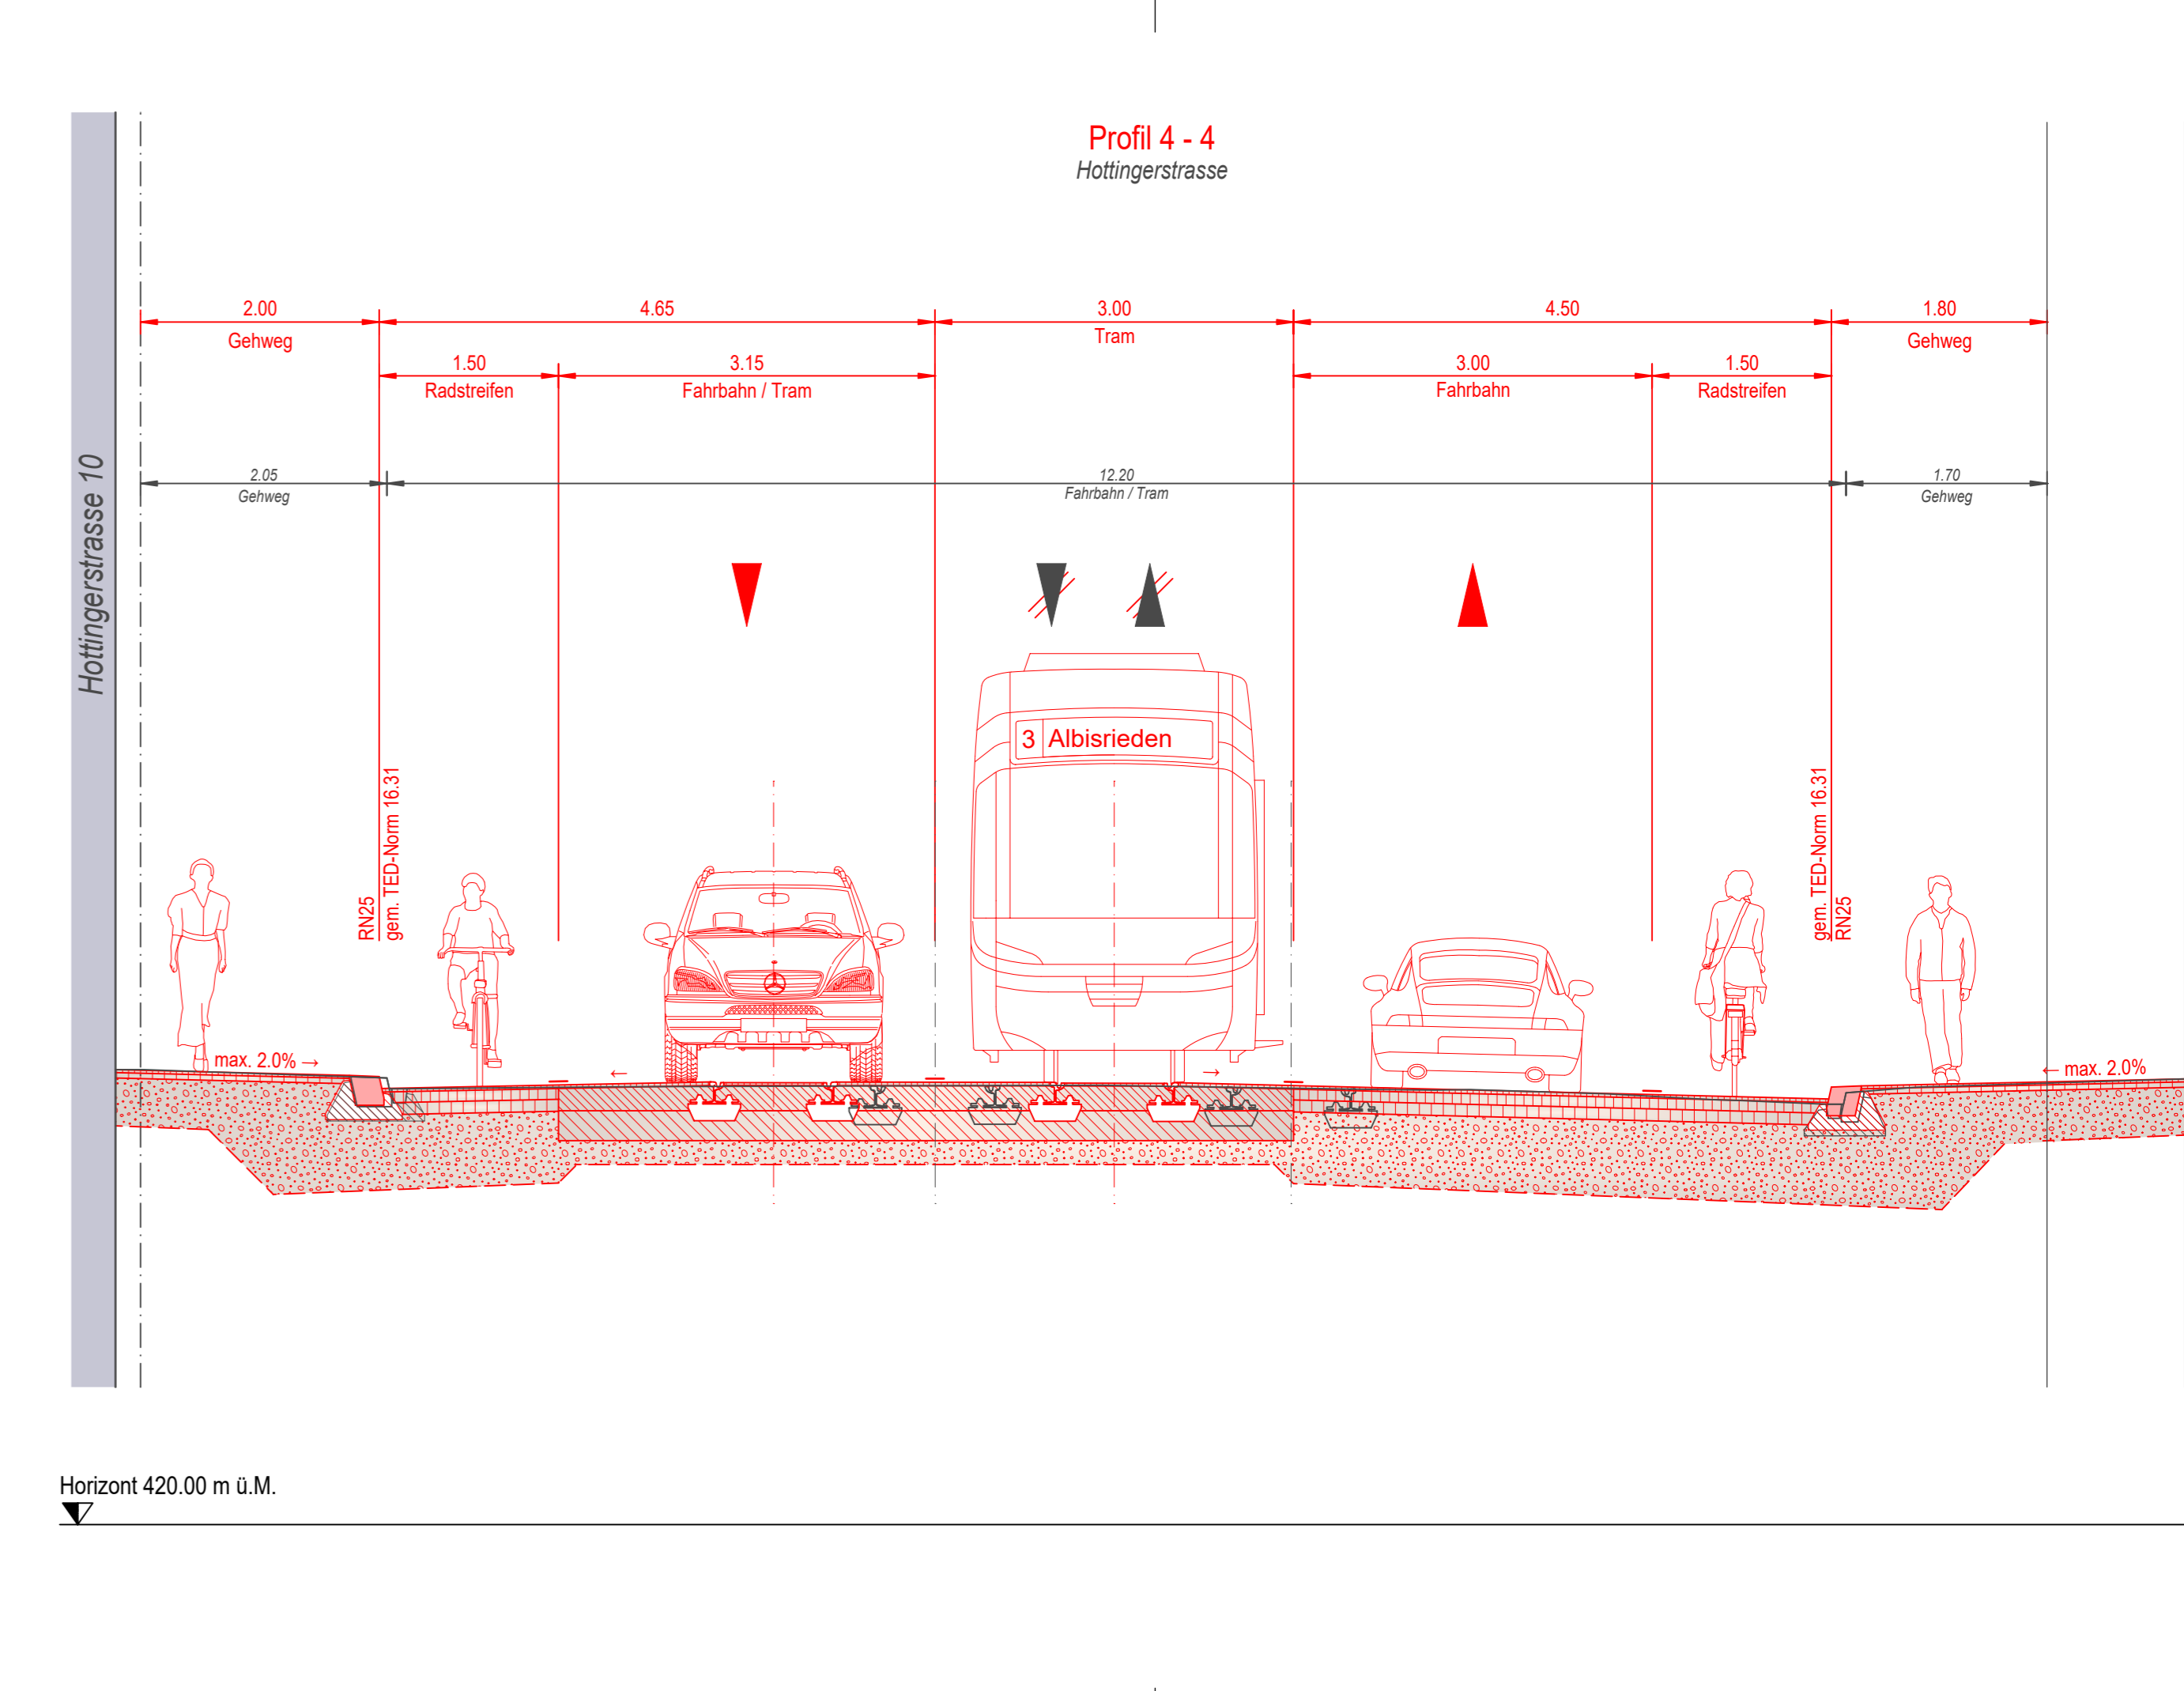 Profil 4 - 4
Hottingerstrasse
2.00
4.65
3.00
4.50
1.80
Gehweg
Tram
Gehweg
1.50
3.15
3.00
1.50
Radstreifen
Fahrbahn / Tram
Fahrbahn
Radstreifen
2.05
12.20
1.70
Gehweg
Fahrbahn / Tram
Gehweg
Hottingerstrasse 10
3 Albisrieden
RN25
gem. TED-Norm 16.31
gem. TED-Norm 16.31
RN25
max. 2.0% →
←
→
← max. 2.0%
Horizont 420.00 m ü.M.